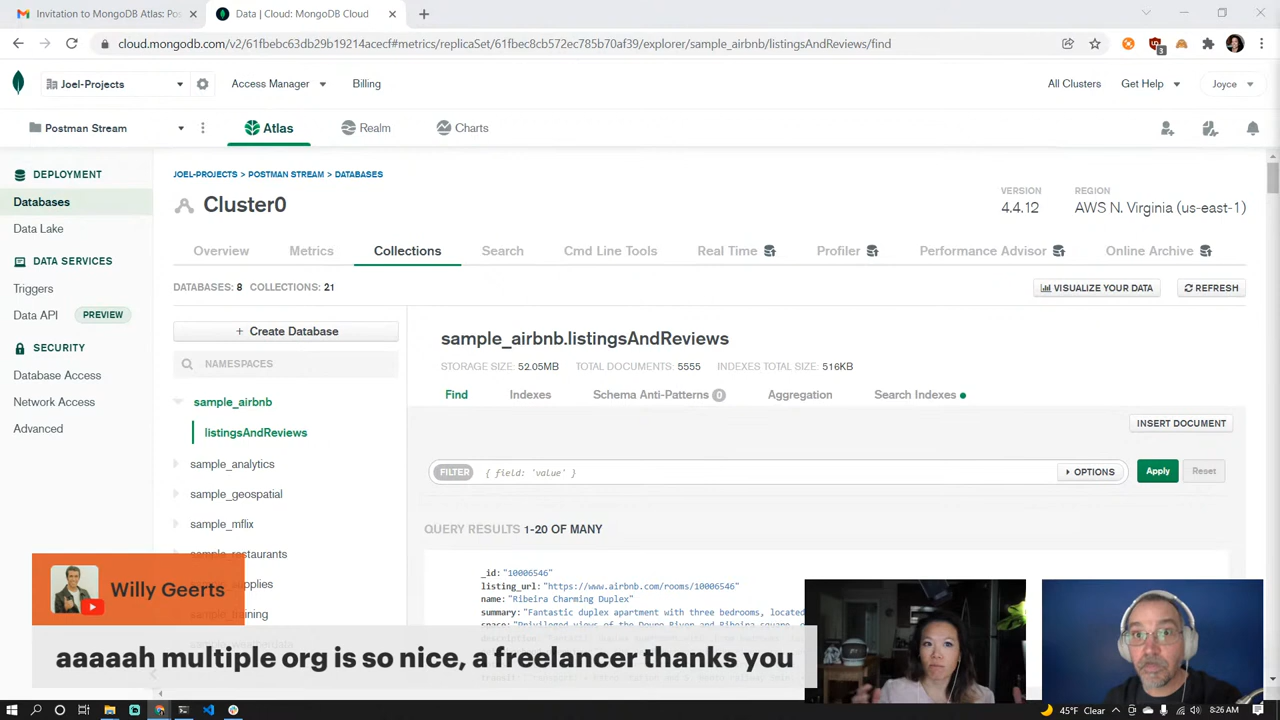 Invitation to MongoDB Atlas: Pos
Data | Cloud: MongoDB Cloud
cloud.mongodb.com/v2/61fbebc63db29b19214acecf#metrics/replicaSet/61fbec8cb572ec785b70af39/explorer/sample_airbnb/listingsAndReviews/find
3
Joel-Projects
Access Manager
Billing
All Clusters
Get Help
Joyce
Postman Stream
Atlas
Realm
Charts
DEPLOYMENT
Databases
Data Lake
DATA SERVICES
Triggers
Data API PREVIEW
SECURITY
Database Access
Network Access
Advanced
JOEL-PROJECTS > POSTMAN STREAM > DATABASES
Cluster0
VERSION
4.4.12
REGION
AWS N. Virginia (us-east-1)
Overview Metrics Collections Search Cmd Line Tools Real Time Profiler Performance Advisor Online Archive
DATABASES: 8 COLLECTIONS: 21
VISUALIZE YOUR DATA
REFRESH
+ Create Database
NAMESPACES
sample_airbnb
listingsAndReviews
sample_analytics
sample_geospatial
sample_mflix
sample_restaurants
sample_airbnb.listingsAndReviews
STORAGE SIZE: 52.05MB TOTAL DOCUMENTS: 5555 INDEXES TOTAL SIZE: 516KB
Find Indexes Schema Anti-Patterns 0 Aggregation Search Indexes
INSERT DOCUMENT
FILTER { field: 'value' }
OPTIONS
Apply
Reset
QUERY RESULTS 1-20 OF MANY
_id:"10006546"
listing_url:"https://www.airbnb.com/rooms/10006546"
name:"Ribeira Charming Duplex"
summary:"Fantastic duplex apartment with three bedrooms, located
Willy Geerts
aaaaah multiple org is so nice, a freelancer thanks you
45°F Clear
8:26 AM